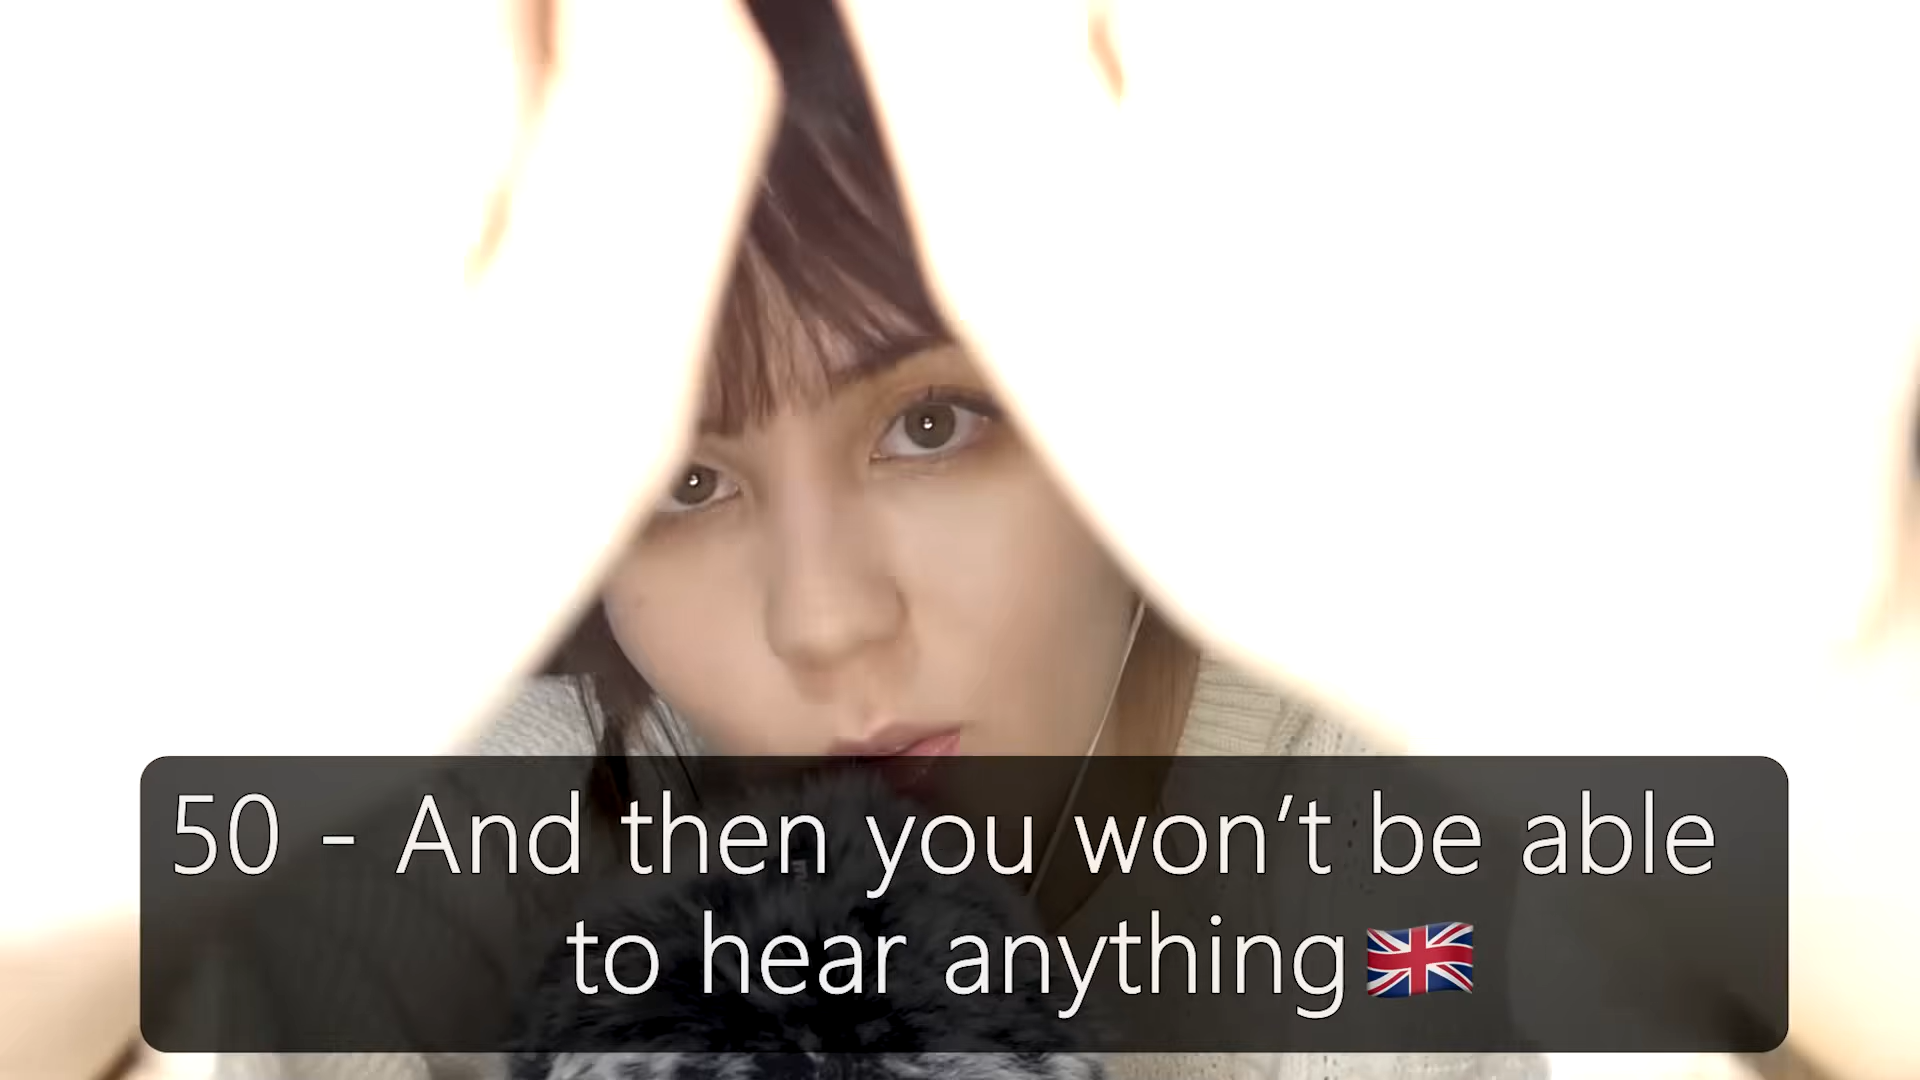 50 - And then you won't be able
to hear anything🇬🇧